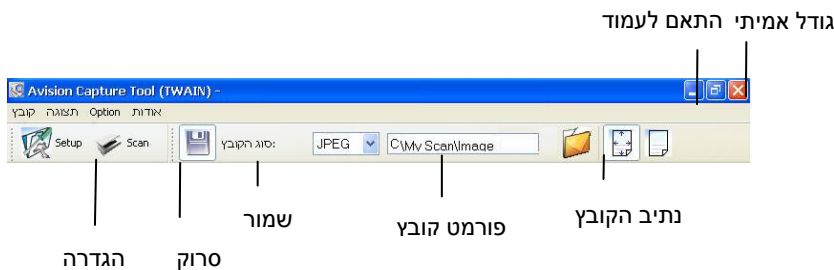 גודל אמיתי
התאם לעמוד
Avision Capture Tool (TWAIN) -
קובץ תצוגה Option אודות
Setup Scan סוג הקובץ: JPEG C\My Scan\Image
נתיב הקובץ
פורמט קובץ
שמור
סרוק
הגדרה